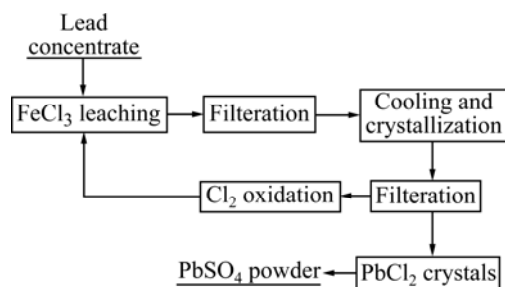 Lead
concentrate
FeCl₃ leaching
Filteration
Cooling and
crystallization
Cl₂ oxidation
Filteration
PbSO₄ powder
PbCl₂ crystals